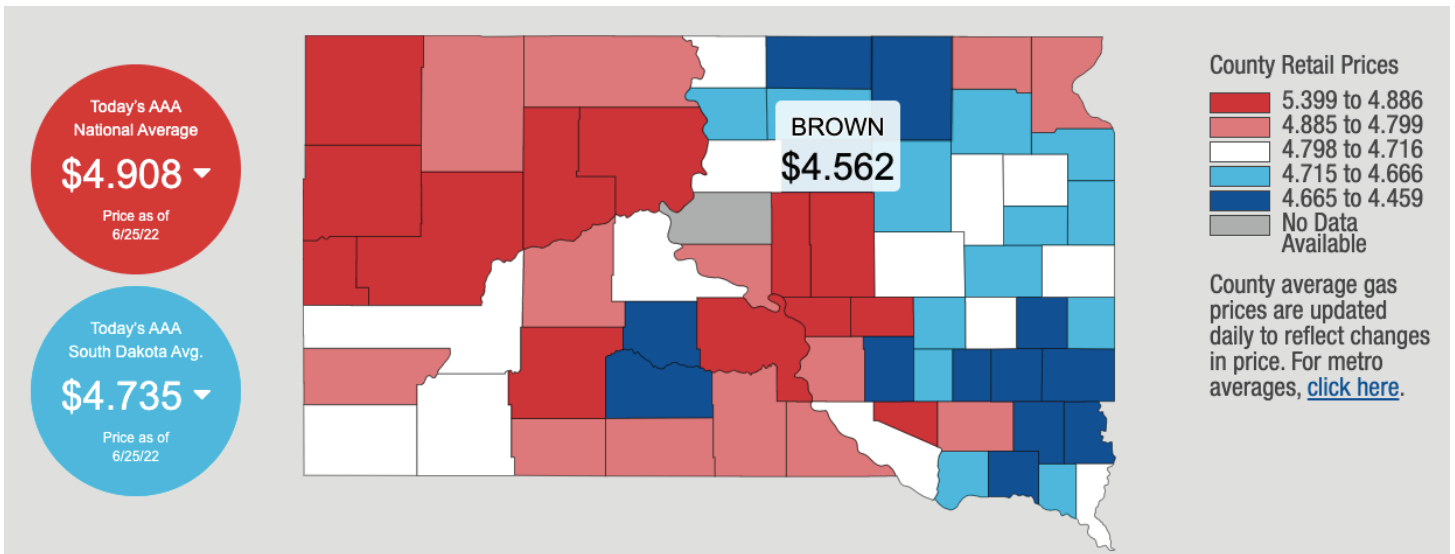 Today's AAA
National Average
$4.908
Price as of
6/25/22
Today's AAA
South Dakota Avg.
$4.735
Price as of
6/25/22
BROWN
$4.562
County Retail Prices
5.399 to 4.886
4.885 to 4.799
4.798 to 4.716
4.715 to 4.666
4.665 to 4.459
No Data
Available
County average gas
prices are updated
daily to reflect changes
in price. For metro
averages, click here.